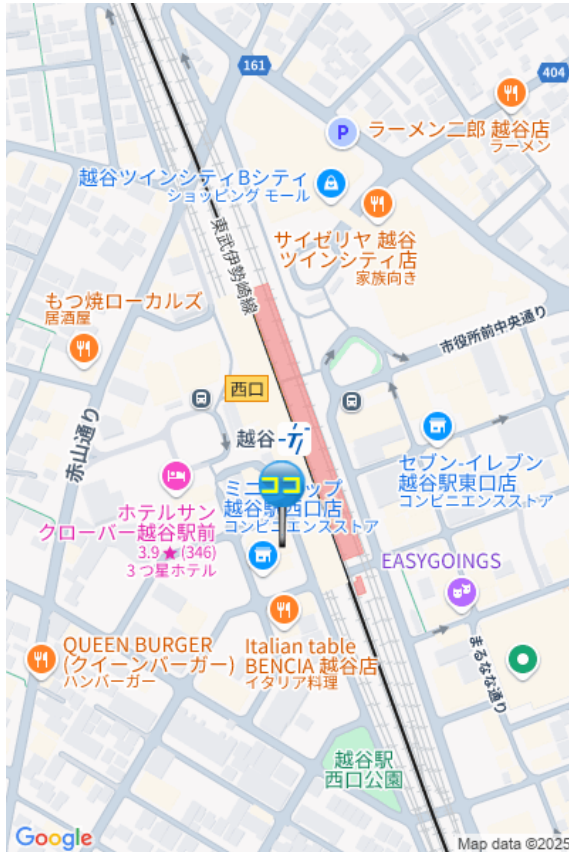 161
404
P
ラーメン二郎 越谷店
ラーメン
越谷ツインシティBシティ
ショッピング モール
サイゼリヤ 越谷
ツインシティ店
家族向き
東武伊勢崎線
もつ焼ローカルズ
居酒屋
市役所前中央通り
西口
赤山通り
越谷
セブン-イレブン
越谷駅東口店
コンビニエンスストア
ココ
ップ
越谷駅西口店
コンビニエンスストア
ホテルサン
クローバー越谷駅前
3.9 ★ (346)
3 つ星ホテル
EASYGOINGS
QUEEN BURGER
(クイーンバーガー)
ハンバーガー
Italian table
BENCIA 越谷店
イタリア料理
まるなな通り
越谷駅
西口公園
Google
Map data ©2025